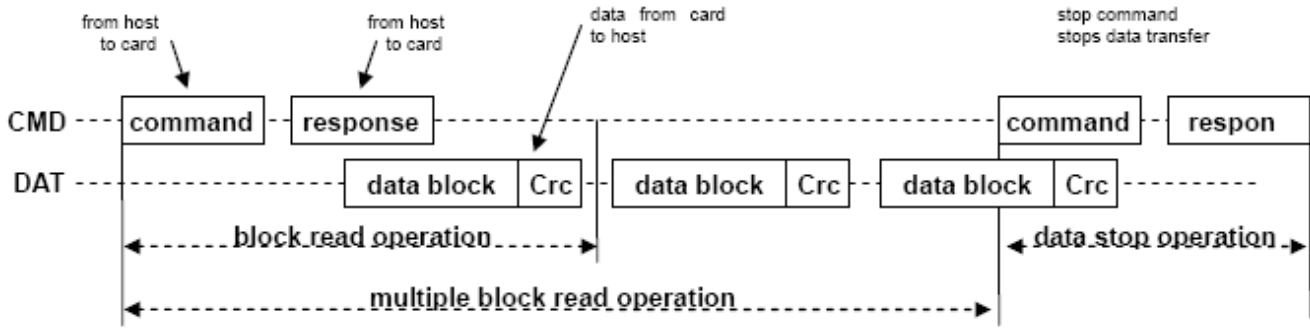 from host
to card
from host
to card
data from card
to host
stop command
stops data transfer
CMD command response command respon
DAT data block Crc data block Crc data block Crc
block read operation data stop operation
multiple block read operation